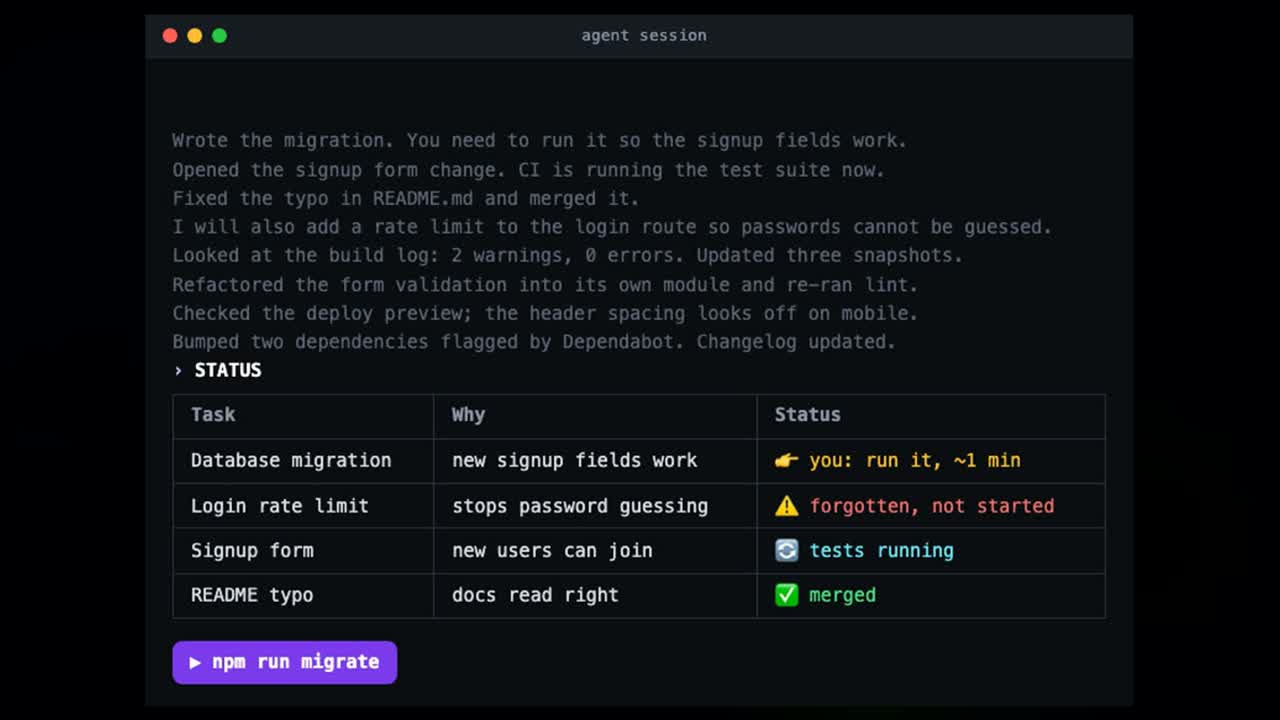 agent session
Wrote the migration. You need to run it so the signup fields work.
Opened the signup form change. CI is running the test suite now.
Fixed the typo in README.md and merged it.
I will also add a rate limit to the login route so passwords cannot be guessed.
Looked at the build log: 2 warnings, 0 errors. Updated three snapshots.
Refactored the form validation into its own module and re-ran lint.
Checked the deploy preview; the header spacing looks off on mobile.
Bumped two dependencies flagged by Dependabot. Changelog updated.
› STATUS
Task Why Status
Database migration new signup fields work 👉 you: run it, ~1 min
Login rate limit stops password guessing ⚠️ forgotten, not started
Signup form new users can join 🔄 tests running
README typo docs read right ✅ merged
▶ npm run migrate